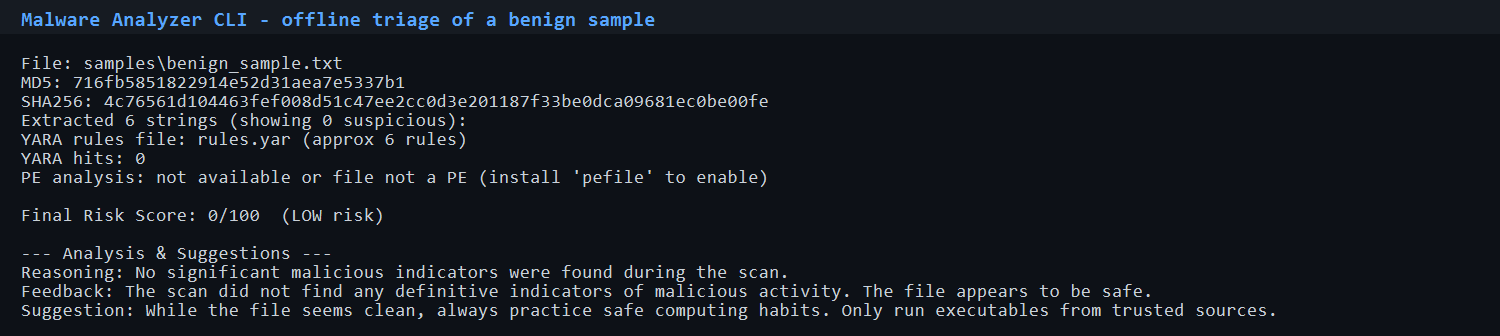 Malware Analyzer CLI - offline triage of a benign sample
File: samples\benign_sample.txt
MD5: 716fb5851822914e52d31aea7e5337b1
SHA256: 4c76561d104463fef008d51c47ee2cc0d3e201187f33be0dca09681ec0be00fe
Extracted 6 strings (showing 0 suspicious):
YARA rules file: rules.yar (approx 6 rules)
YARA hits: 0
PE analysis: not available or file not a PE (install 'pefile' to enable)
Final Risk Score: 0/100  (LOW risk)
--- Analysis & Suggestions ---
Reasoning: No significant malicious indicators were found during the scan.
Feedback: The scan did not find any definitive indicators of malicious activity. The file appears to be safe.
Suggestion: While the file seems clean, always practice safe computing habits. Only run executables from trusted sources.